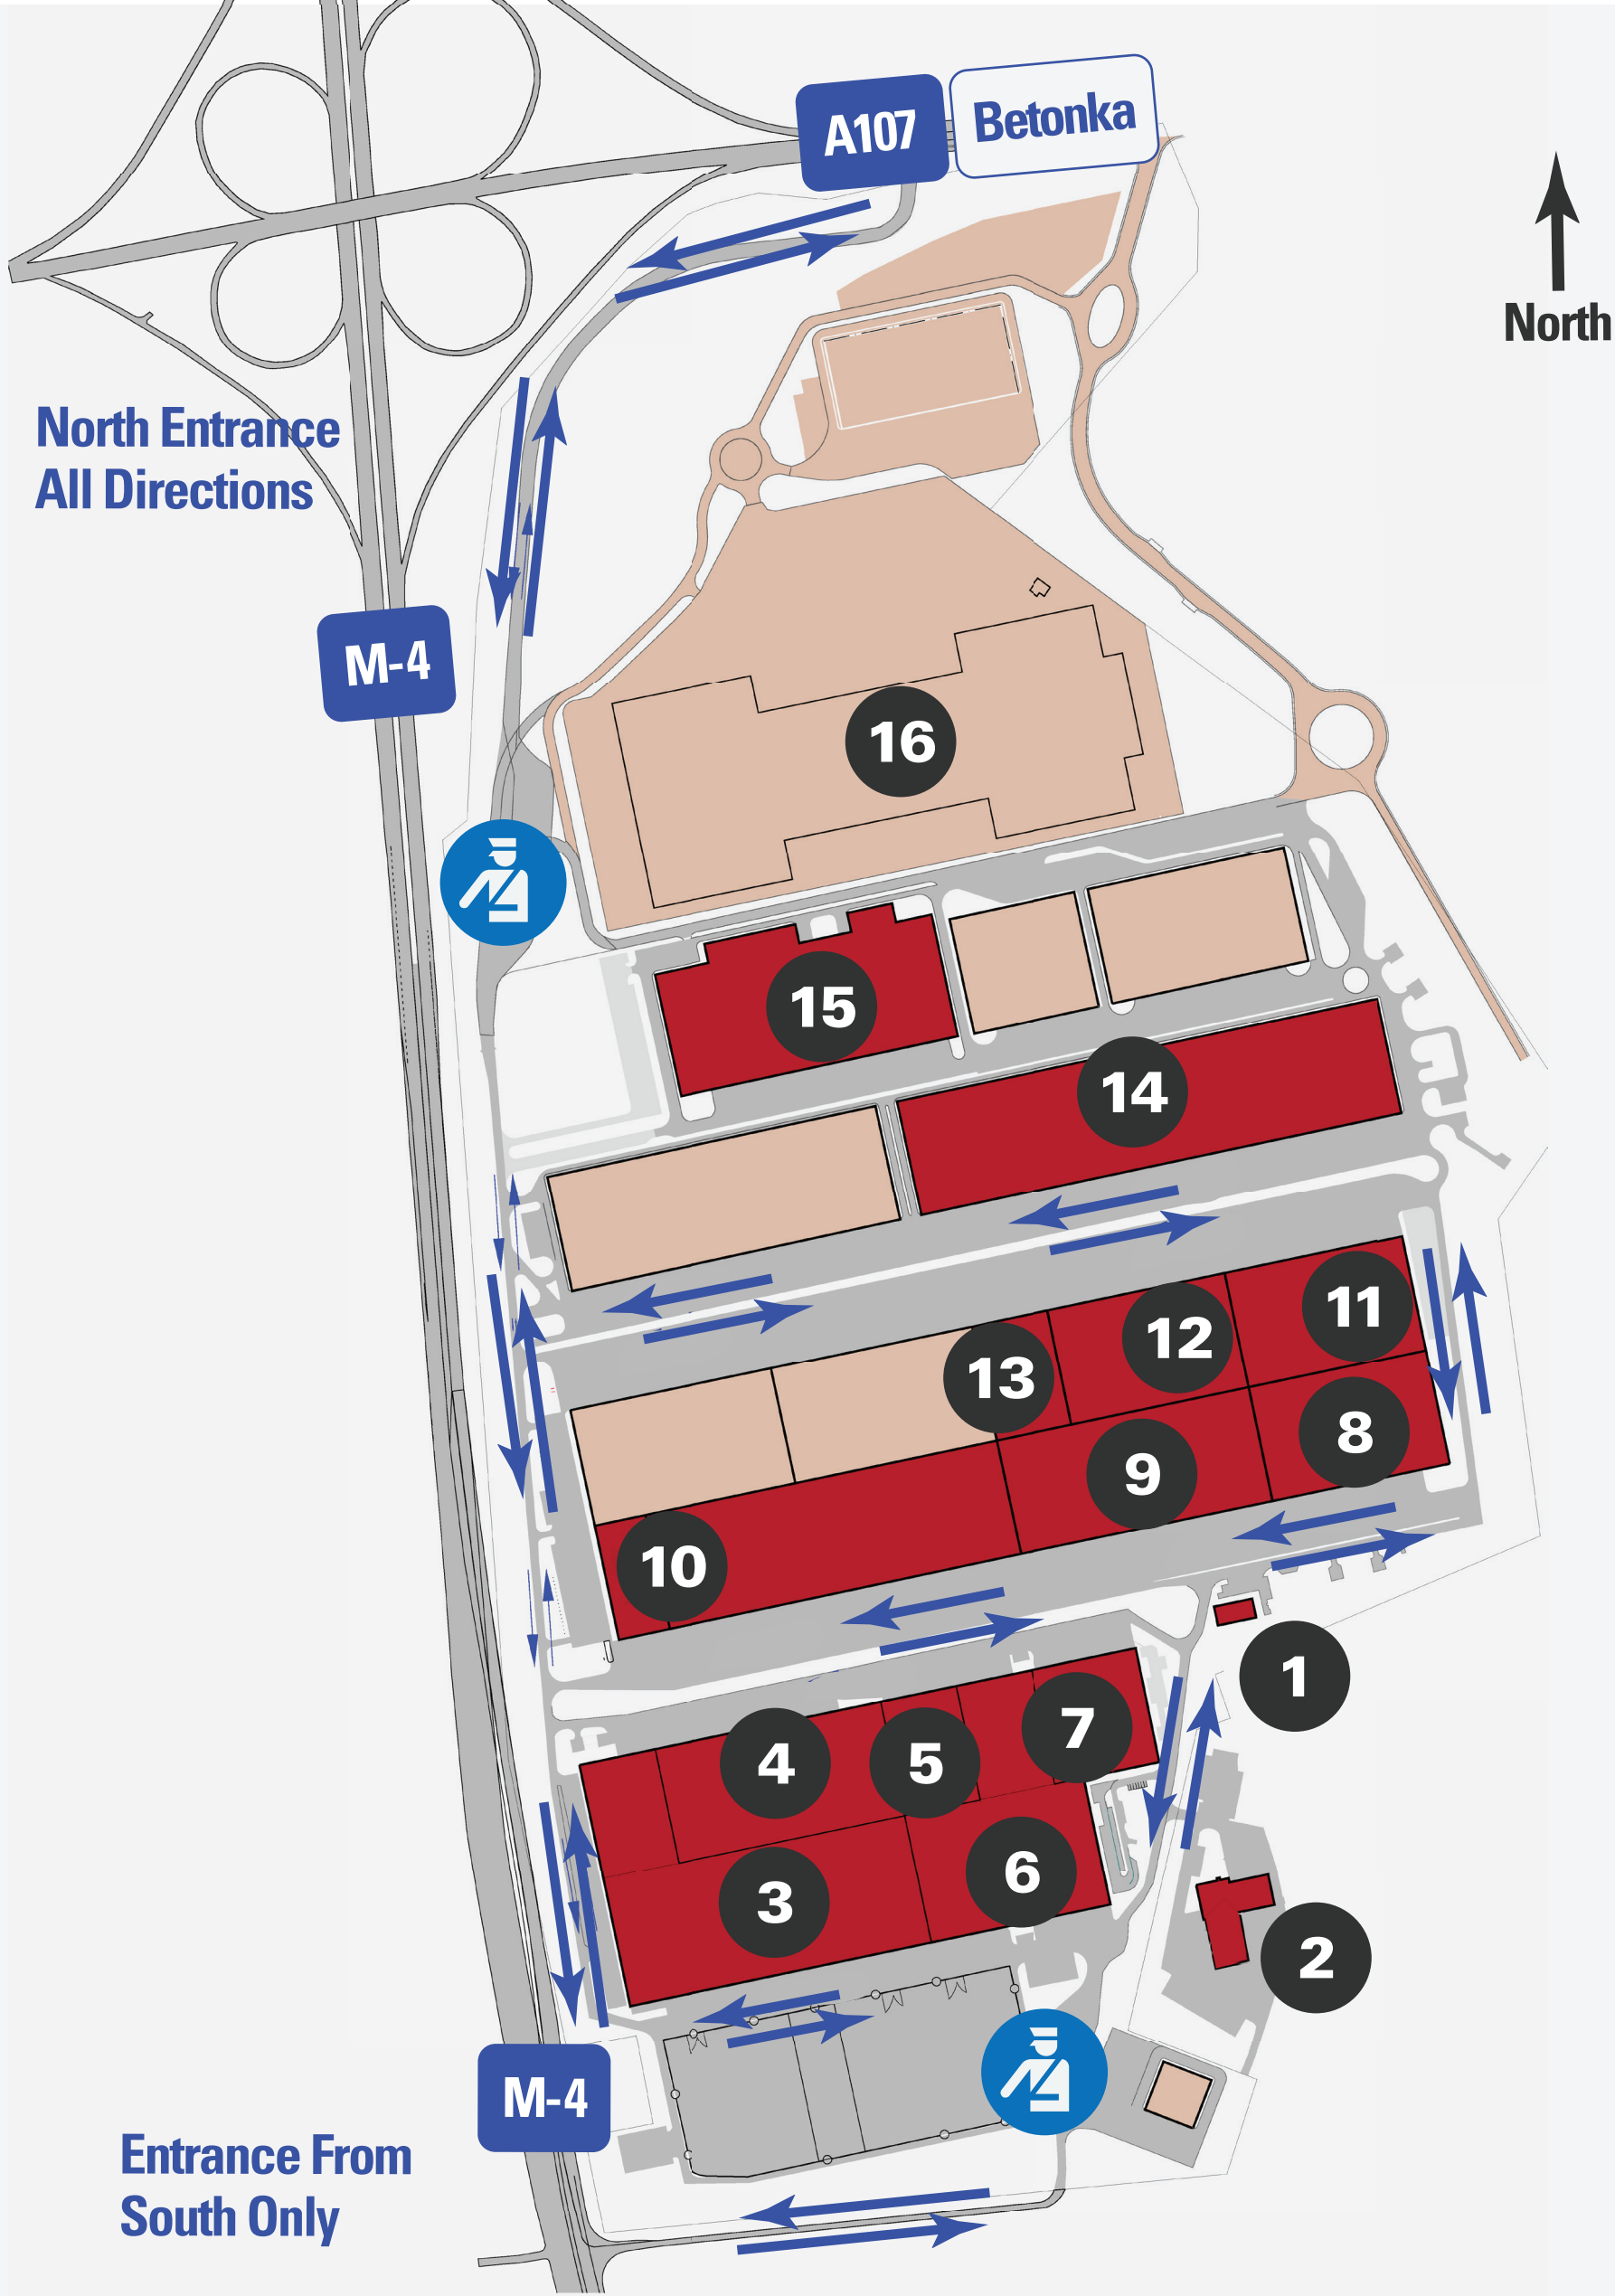 A107
Betonka
North
North Entrance
All Directions
M-4
16
15
14
11
12
13
8
9
10
1
7
4
5
6
3
2
M-4
Entrance From
South Only